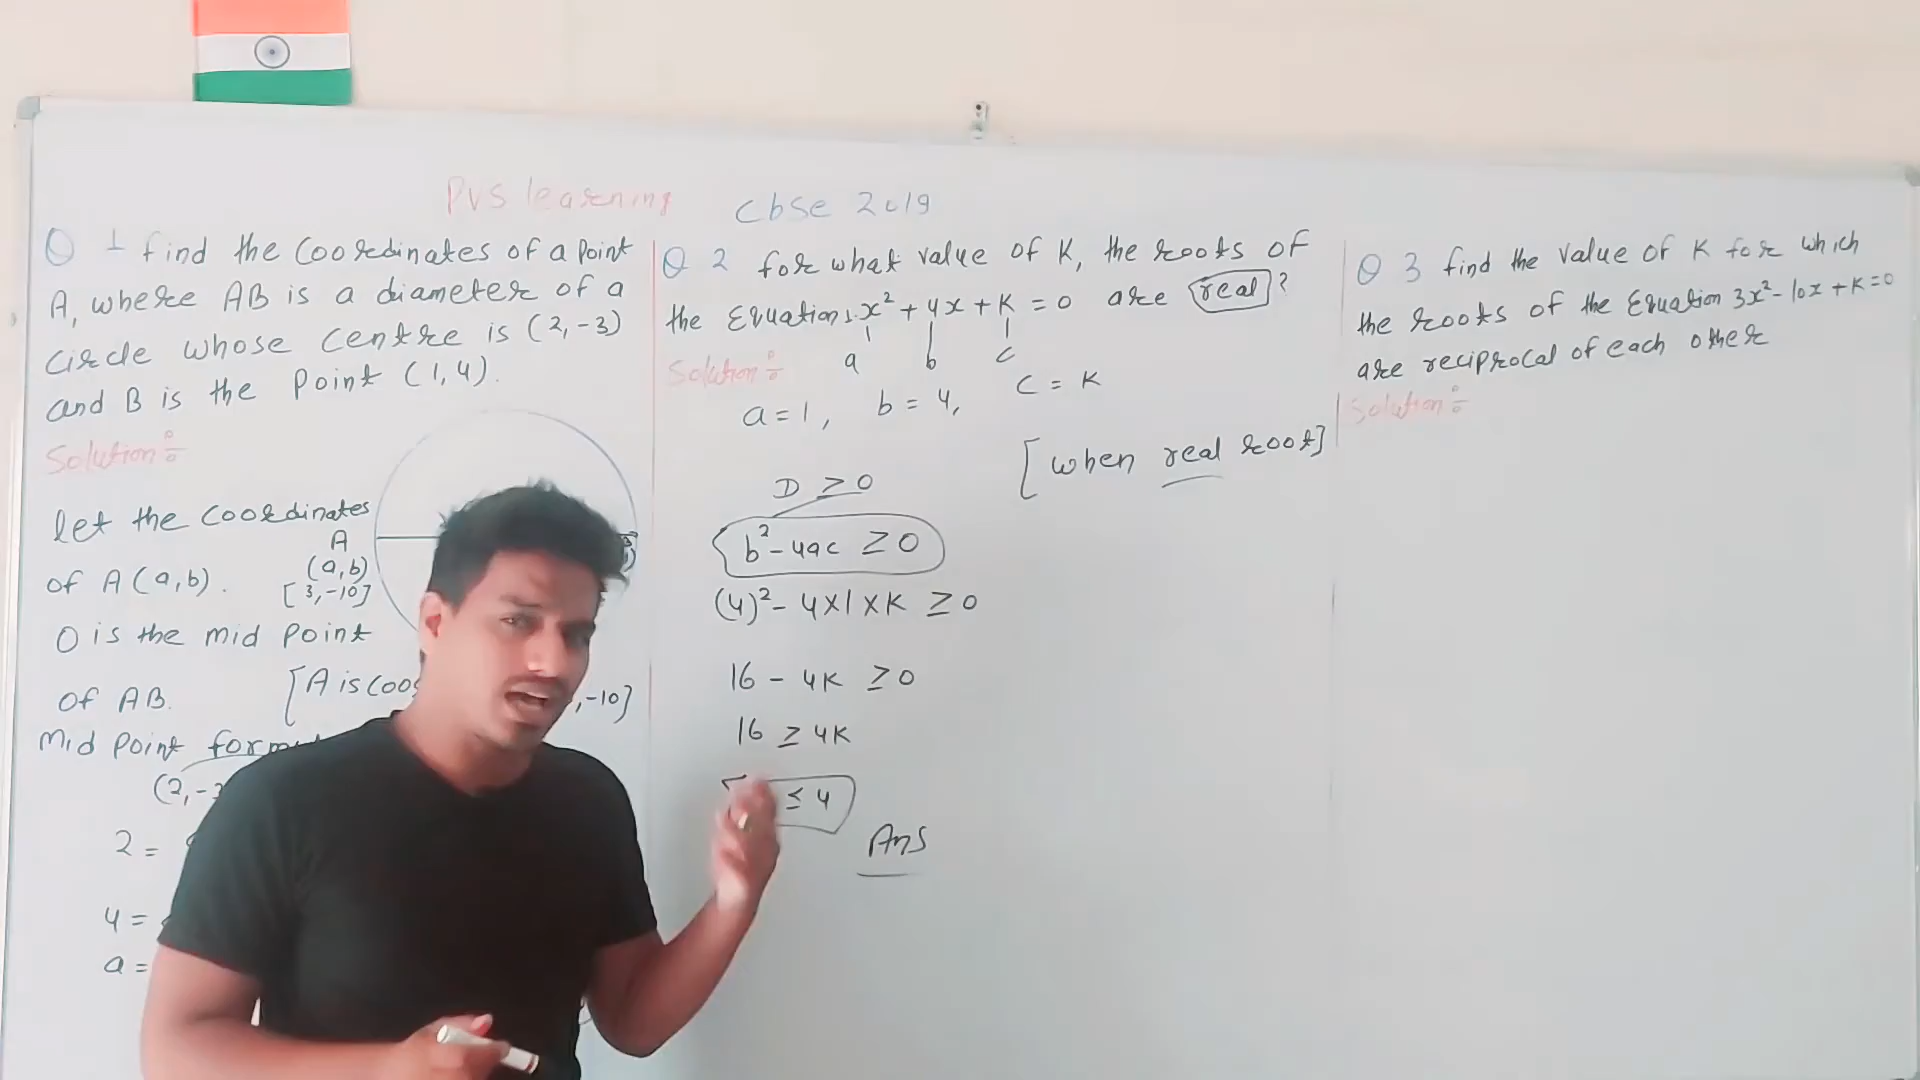 PVS learning
CBSE 2019
Q 1 find the coordinates of a point
A, where AB is a diameter of a
circle whose centre is (2,-3)
and B is the point (1,4).
Solution÷
let the coordinates
of A(a,b).
O is the mid point
of AB.
A
(a,b)
[3,-10]
[A is
,-10]
Mid point
(2,-3
2 =
4 =
a =
Q 2 for what value of K, the roots of
the Equation x² + 4x + K = 0 are real?
a b c
Solution÷
a = 1, b = 4, c = K
D ≥ 0
[when real root]
b² - 4ac ≥ 0
(4)² - 4×1×K ≥ 0
16 - 4K ≥ 0
16 ≥ 4K
≤ 4
Ans
Q 3 find the value of K for which
the roots of the Equation 3x² - 10x + K = 0
are reciprocal of each other
Solution÷